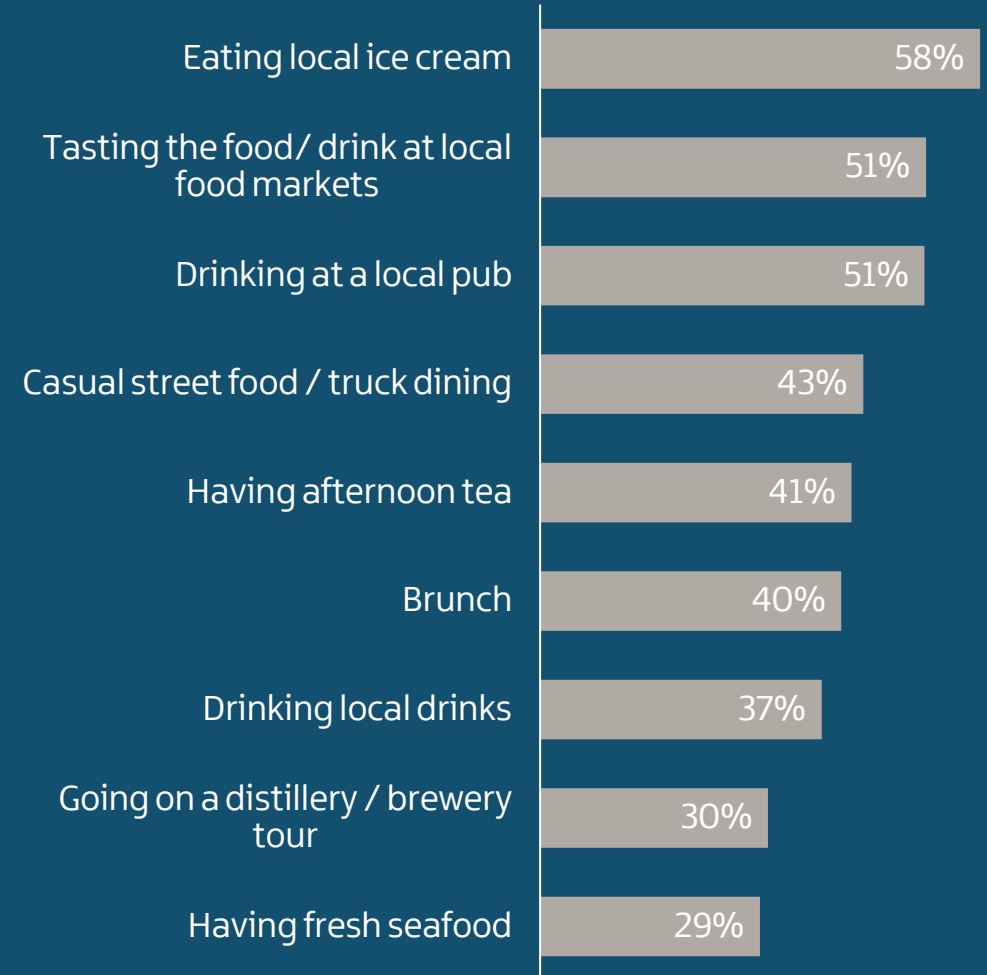 Eating local ice cream
58%
Tasting the food/ drink at local
food markets
51%
Drinking at a local pub
51%
Casual street food / truck dining
43%
Having afternoon tea
41%
Brunch
40%
Drinking local drinks
37%
Going on a distillery / brewery
tour
30%
Having fresh seafood
29%